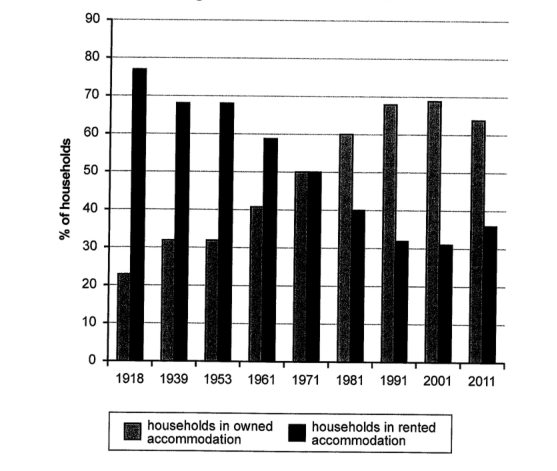 90
80
70
60
50
40
30
20
10
0
% of households
1918 1939 1953 1961 1971 1981 1991 2001 2011
households in owned
accommodation
households in rented
accommodation